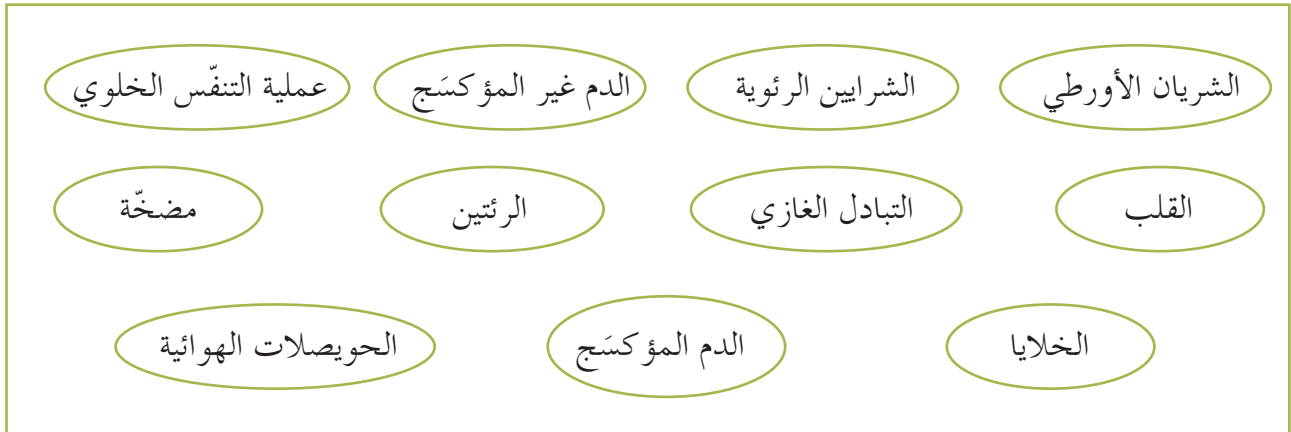 الشريان الأورطي الشرايين الرئوية الدم غير المؤكسَج عملية التنفّس الخلوي
القلب التبادل الغازي الرئتين مضخّة
الخلايا الدم المؤكسَج الحويصلات الهوائية